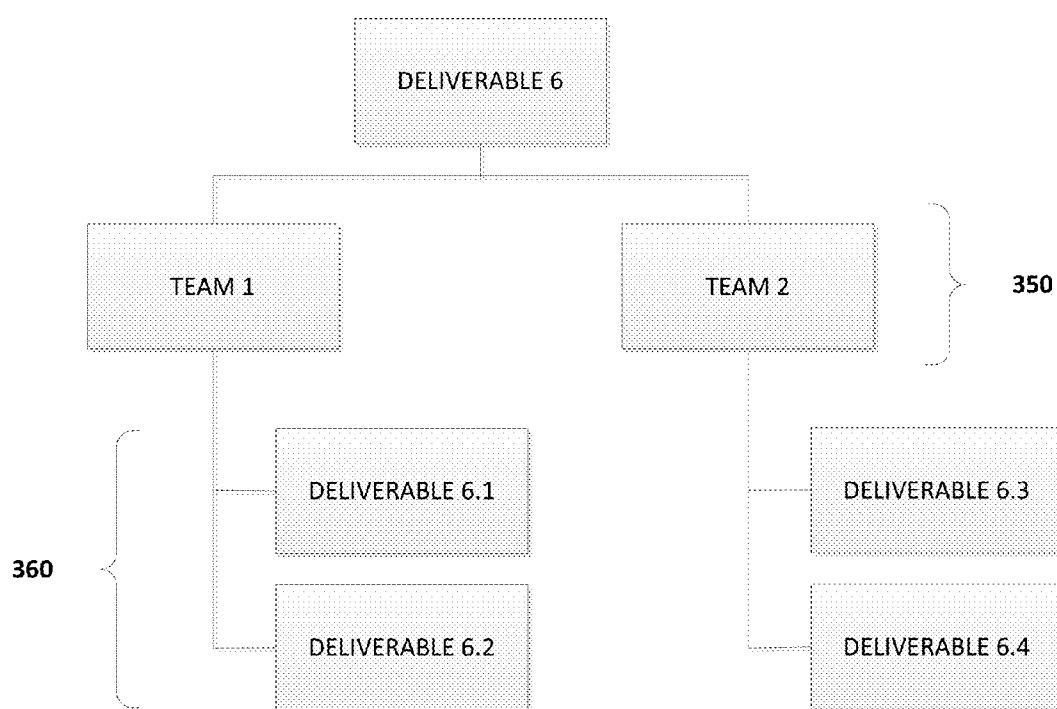 DELIVERABLE 6
TEAM 1
TEAM 2
350
DELIVERABLE 6.1
DELIVERABLE 6.3
360
DELIVERABLE 6.2
DELIVERABLE 6.4